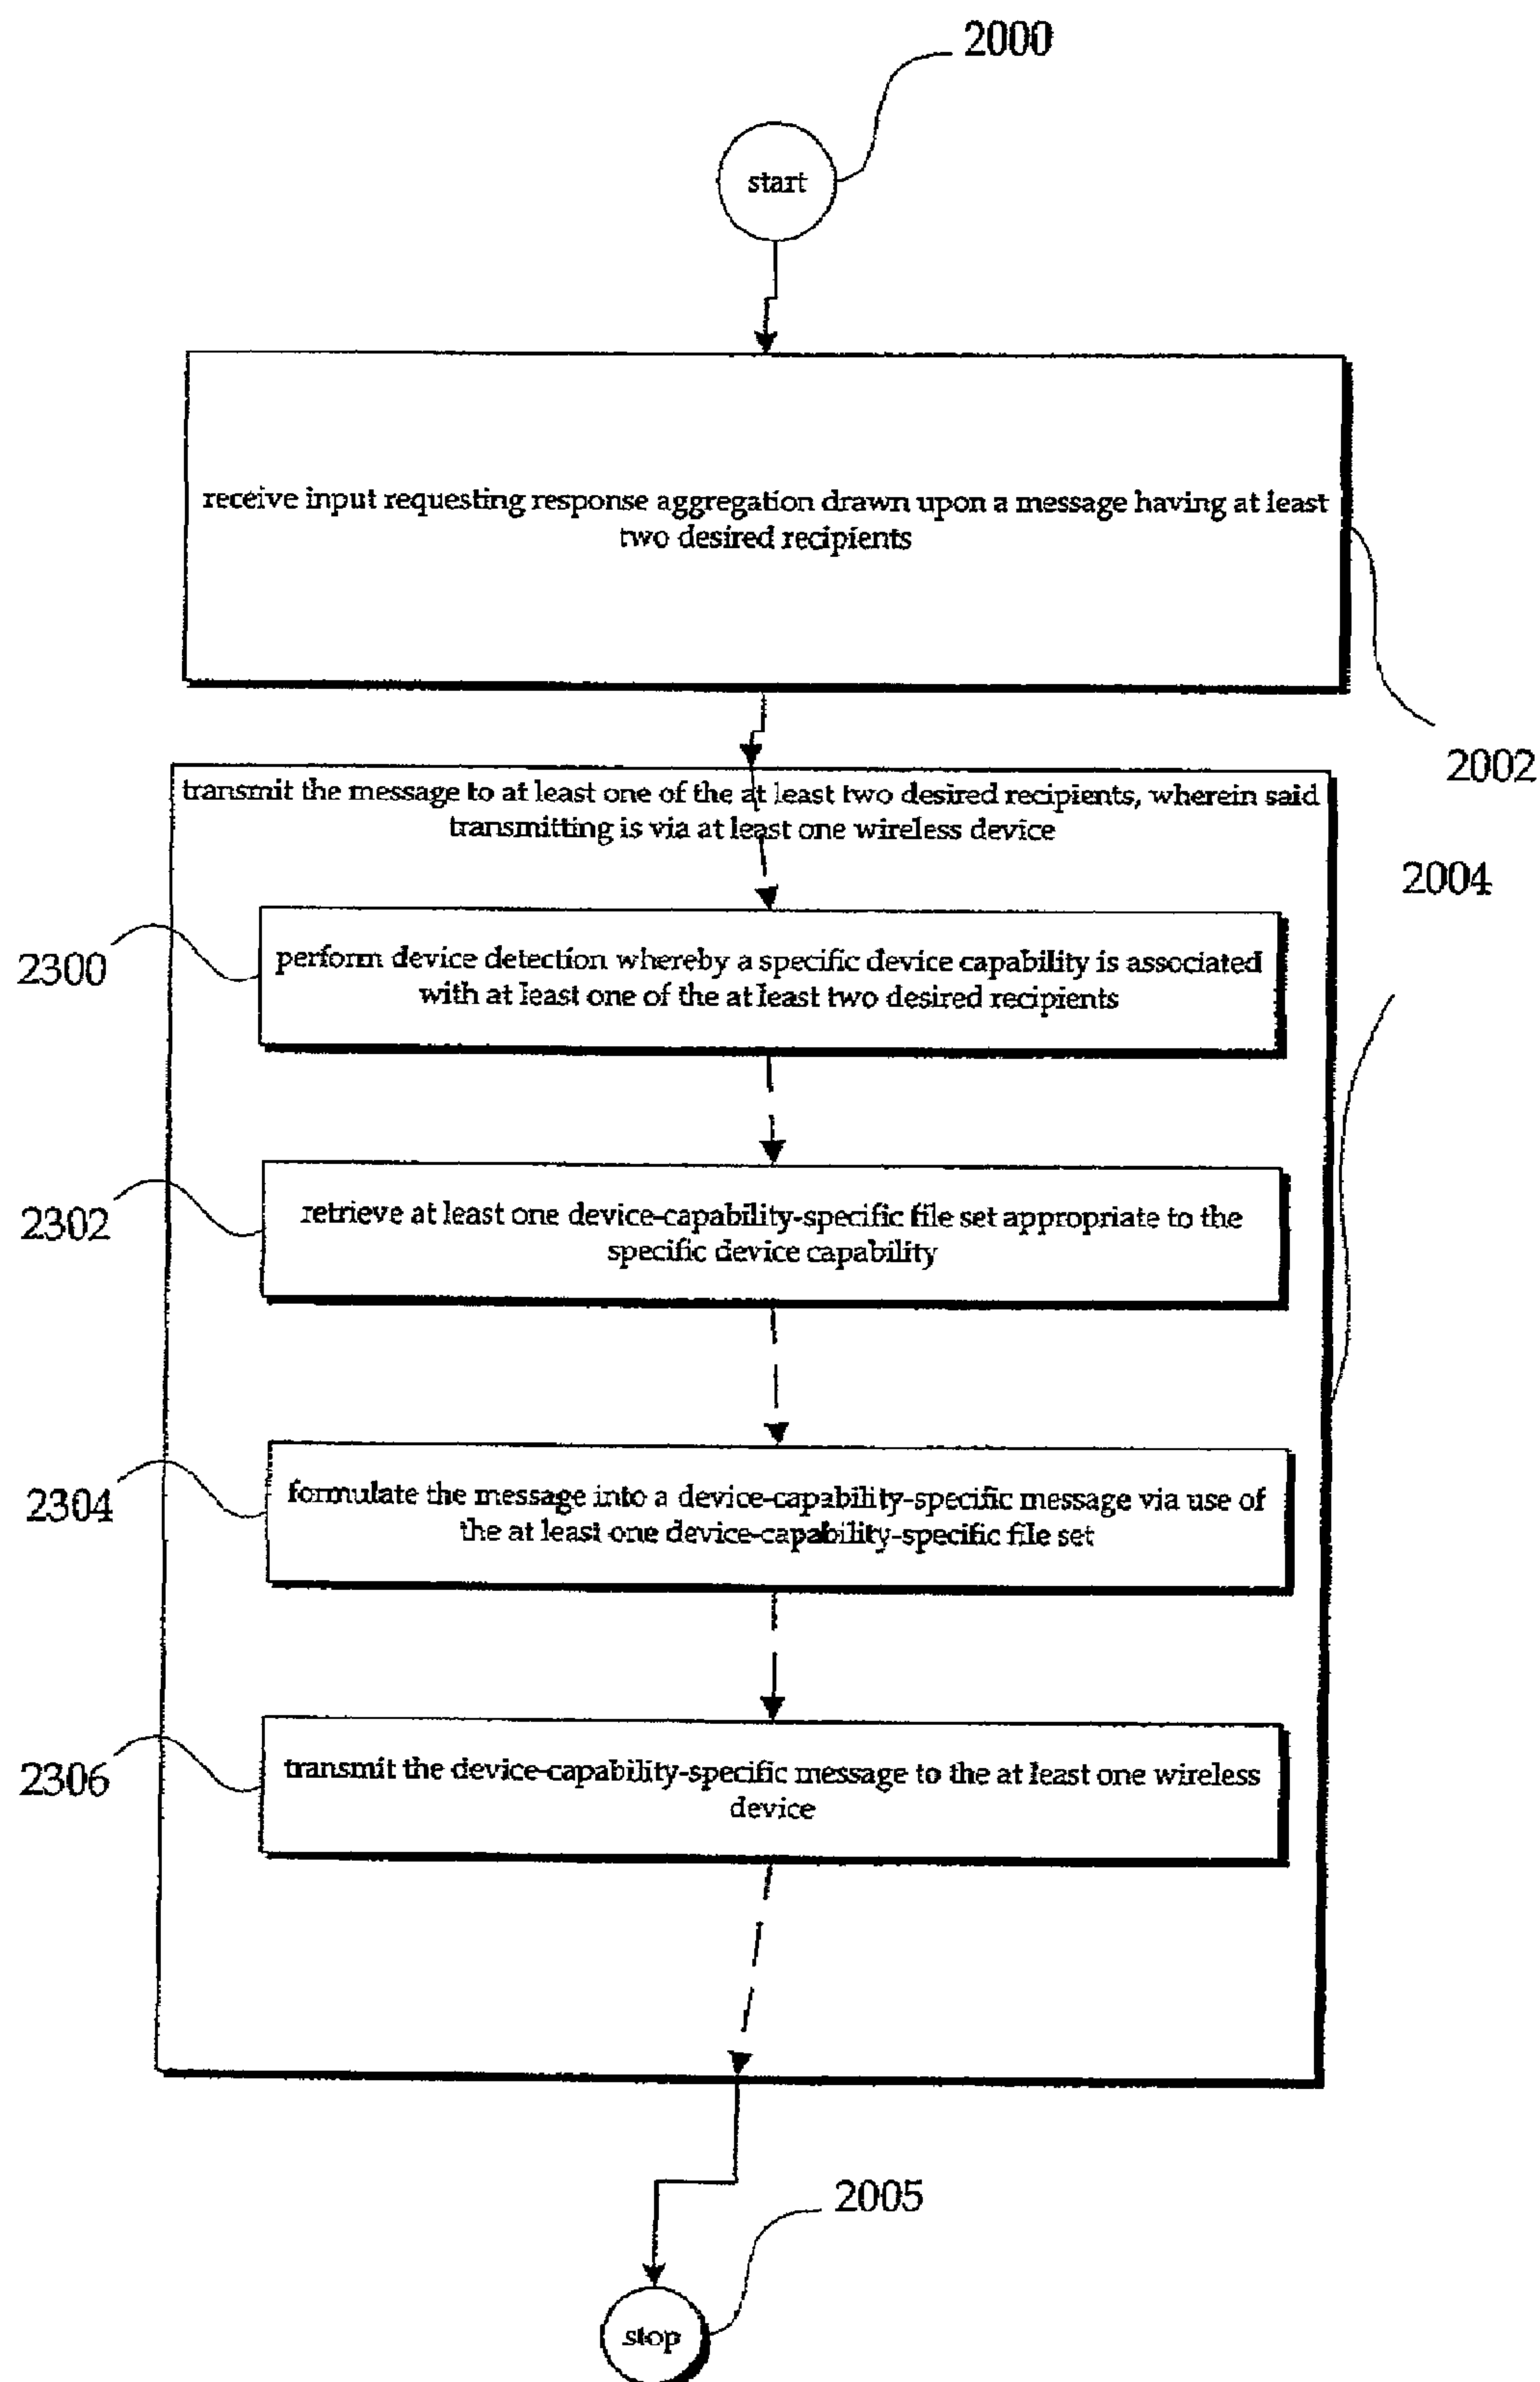 2000
start
receive input requesting response aggregation drawn upon a message having at least
two desired recipients
2002
transmit the message to at least one of the at least two desired recipients, wherein said
transmitting is via at least one wireless device
2004
2300
perform device detection whereby a specific device capability is associated
with at least one of the at least two desired recipients
2302
retrieve at least one device-capability-specific file set appropriate to the
specific device capability
2304
formulate the message into a device-capability-specific message via use of
the at least one device-capability-specific file set
2306
transmit the device-capability-specific message to the at least one wireless
device
2005
stop